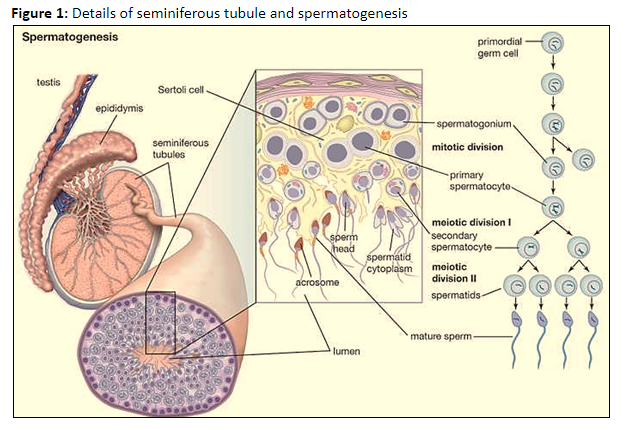 Figure 1: Details of seminiferous tubule and spermatogenesis
Spermatogenesis
testis
epididymis
seminiferous
tubules
Sertoli cell
sperm
head
spermatid
cytoplasm
acrosome
lumen
primordial
germ cell
spermatogonium
mitotic division
primary
spermatocyte
meiotic division I
secondary
spermatocyte
meiotic
division II
spermatids
mature sperm